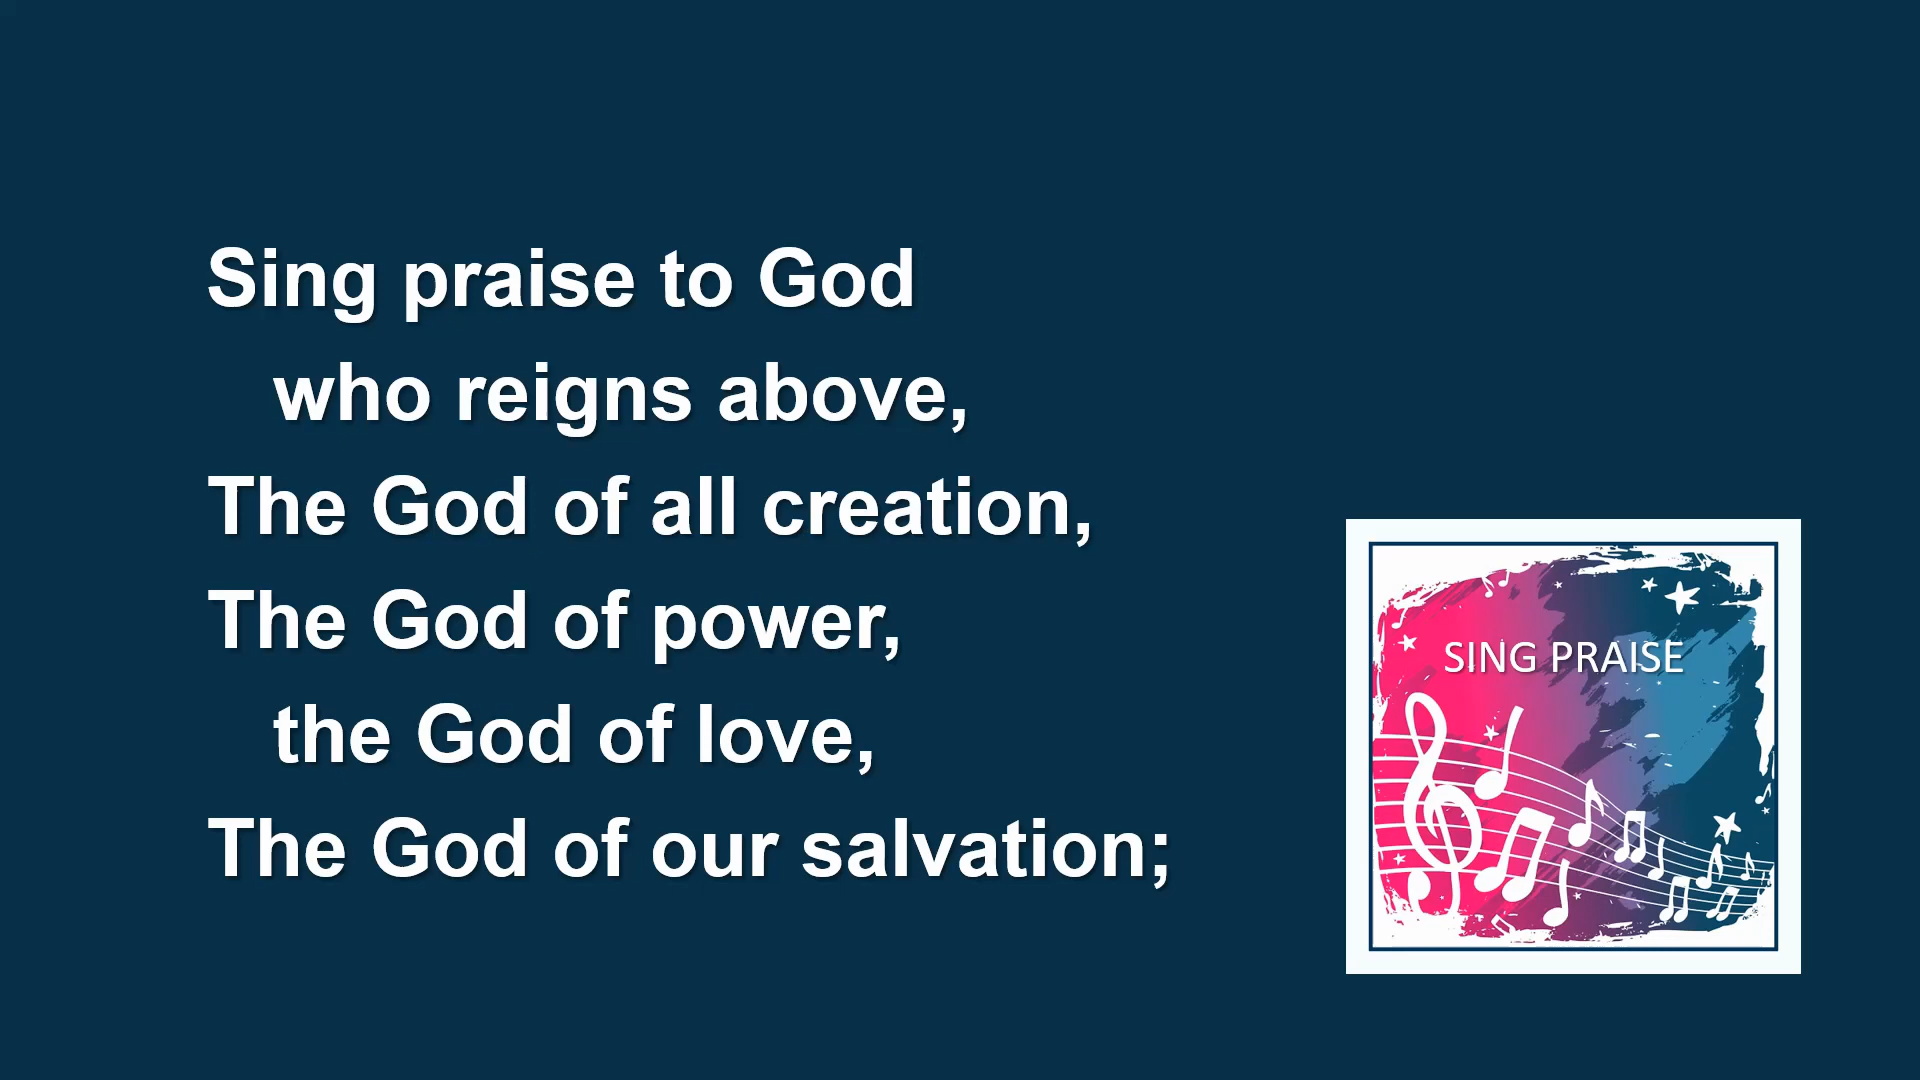 Sing praise to God
who reigns above,
The God of all creation,
The God of power,
the God of love,
The God of our salvation;
SING PRAISE